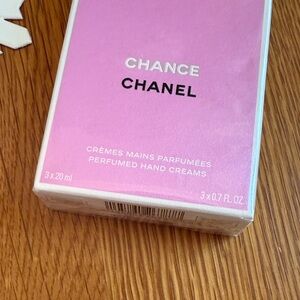 CHANCE
CHANEL
CRÈMES MAINS PARFUMÉES
PERFUMED HAND CREAMS
3 x 20 ml
3 x 0.7 FL. OZ.